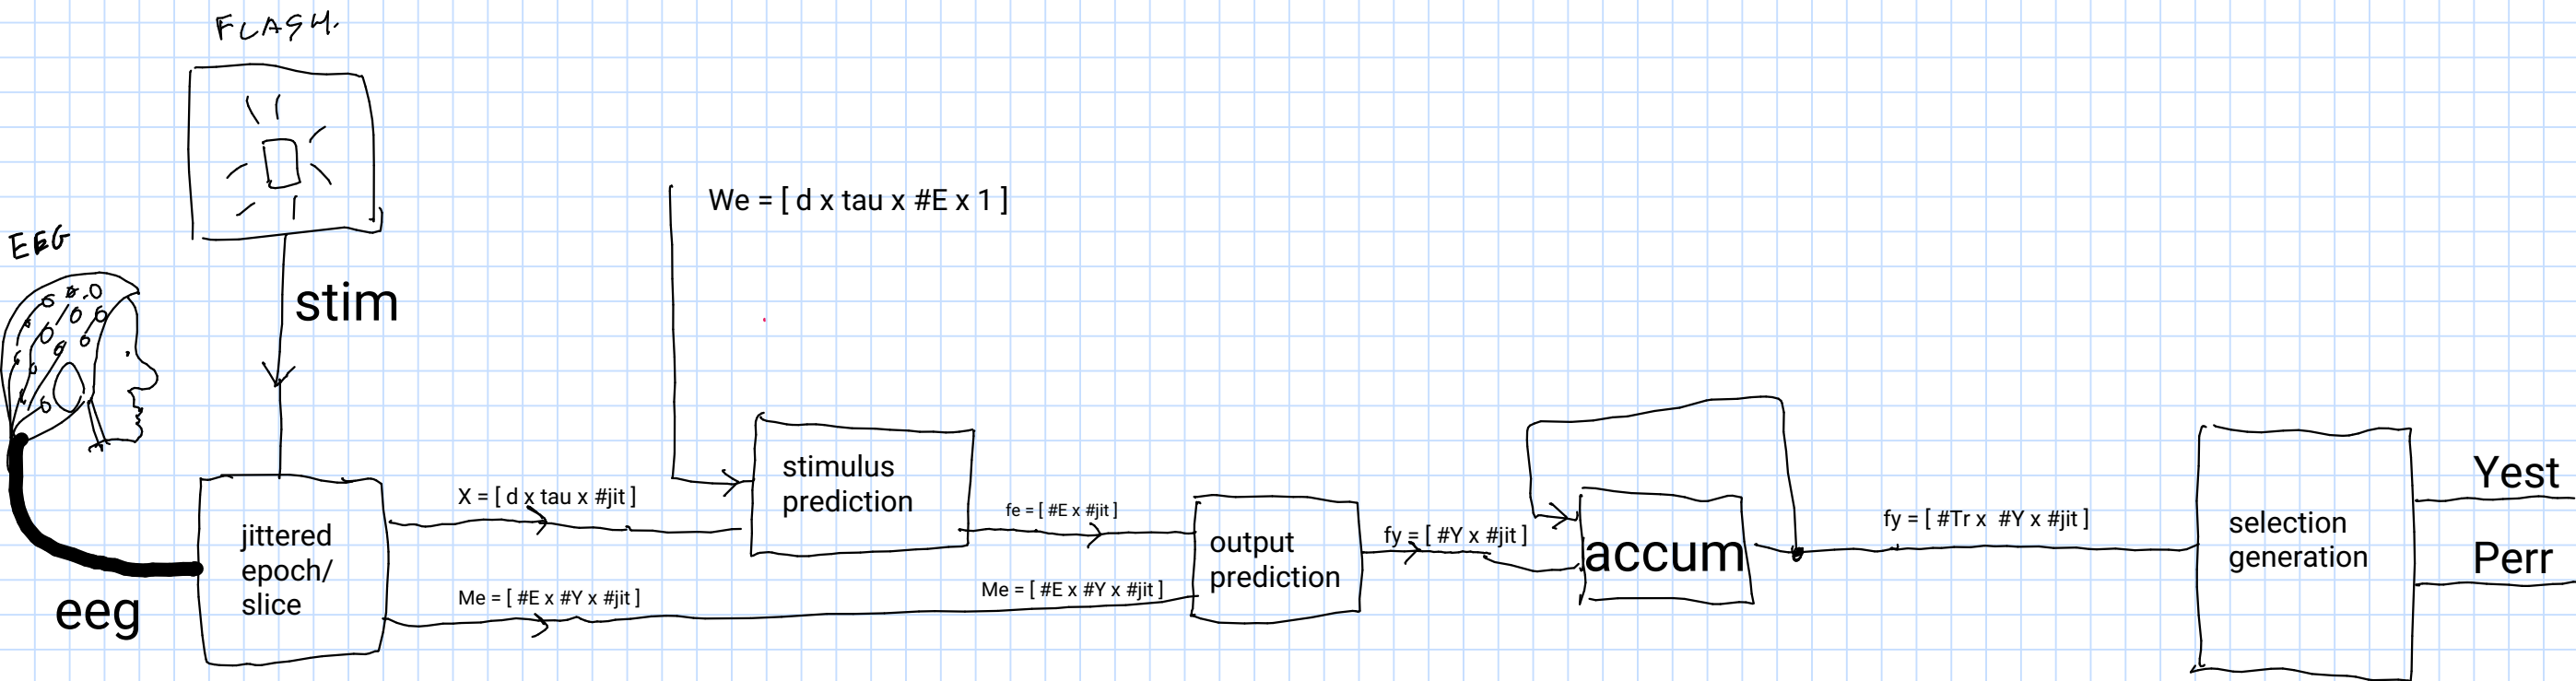 FLASH.
EEG
stim
eeg
We = [ d x tau x #E x 1 ]
jittered
epoch/
slice
X = [ d x tau x #jit ]
Me = [ #E x #Y x #jit ]
stimulus
prediction
fe = [ #E x #jit ]
Me = [ #E x #Y x #jit ]
output
prediction
fy = [ #Y x #jit ]
accum
fy = [ #Tr x #Y x #jit ]
selection
generation
Yest
Perr